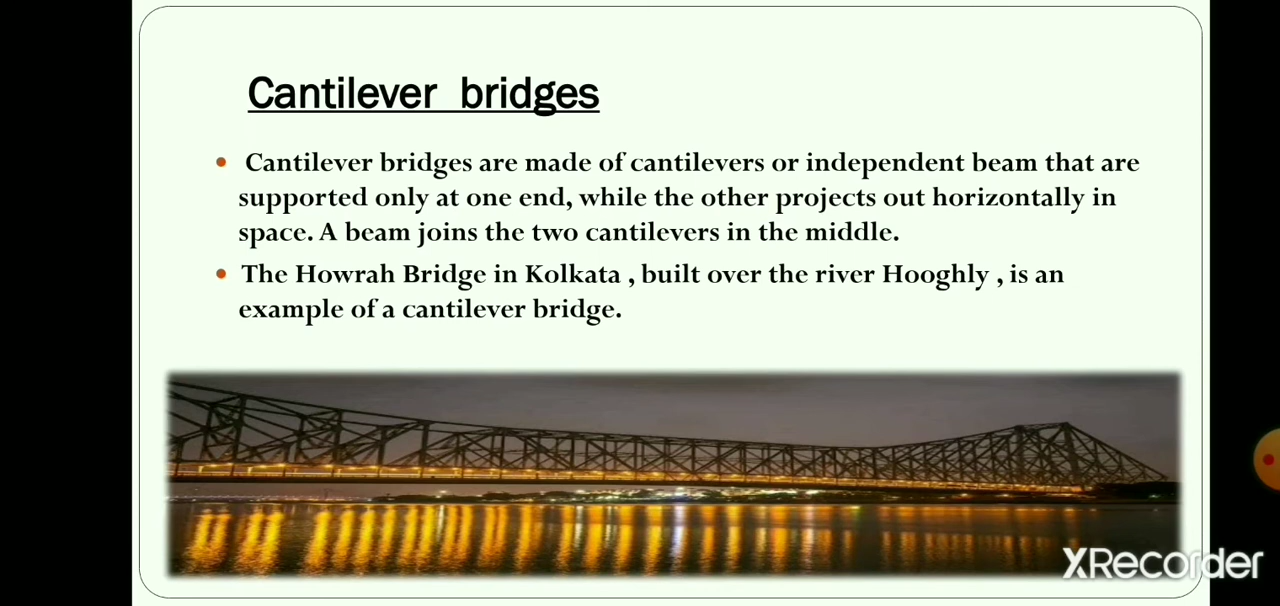 Cantilever bridges
Cantilever bridges are made of cantilevers or independent beam that are
supported only at one end, while the other projects out horizontally in
space. A beam joins the two cantilevers in the middle.
The Howrah Bridge in Kolkata , built over the river Hooghly , is an
example of a cantilever bridge.
XRecorder